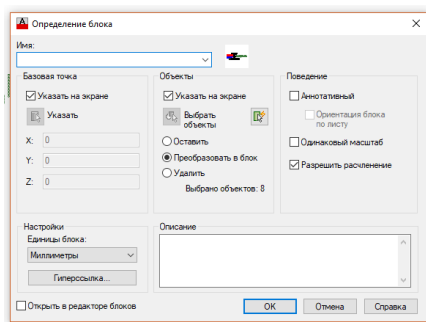 Определение блока
Имя:
Базовая точка
Указать на экране
Указать
X: 0
Y: 0
Z: 0
Объекты
Указать на экране
Выбрать
объекты
Оставить
Преобразовать в блок
Удалить
Выбрано объектов: 8
Поведение
Аннотативный
Ориентация блока
по листу
Одинаковый масштаб
Разрешить расчленение
Настройки
Единицы блока:
Миллиметры
Гиперссылка...
Описание
Открыть в редакторе блоков
OK Отмена Справка